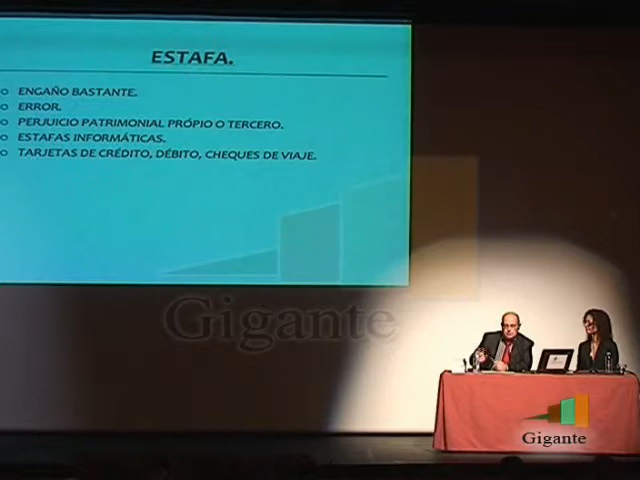 ESTAFA.
ENGAÑO BASTANTE.
ERROR.
PERJUICIO PATRIMONIAL PRÓPIO O TERCERO.
ESTAFAS INFORMÁTICAS.
TARJETAS DE CRÉDITO, DÉBITO, CHEQUES DE VIAJE.
Gigante
Gigante